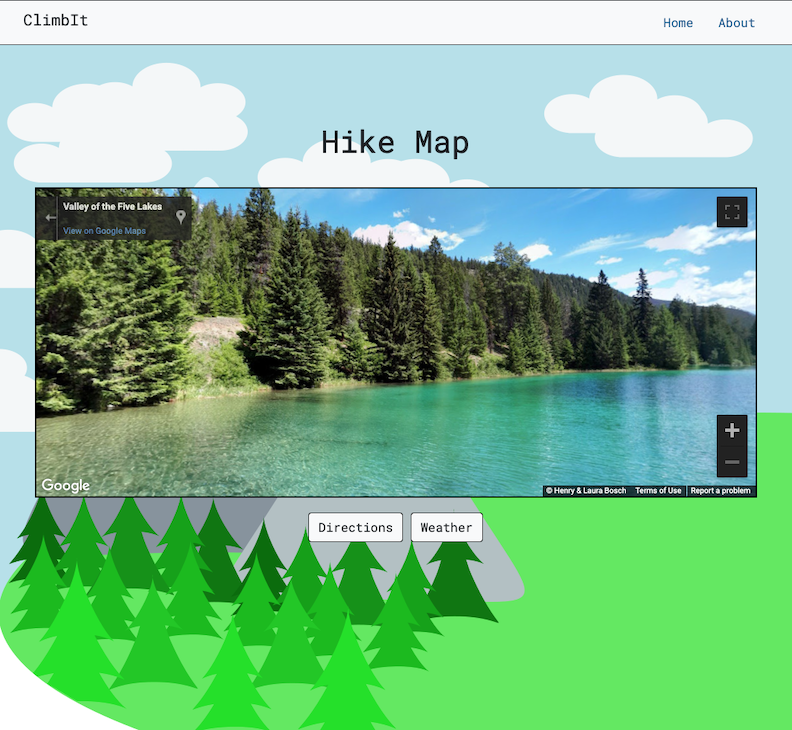 ClimbIt
Home About
Hike Map
Valley of the Five Lakes
View on Google Maps
Google
© Henry & Laura Bosch Terms of Use Report a problem
Directions Weather